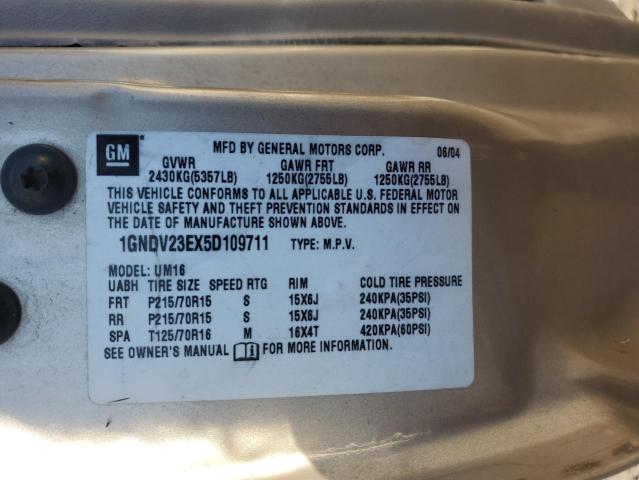 GM
MFD BY GENERAL MOTORS CORP. 06/04
GVWR GAWR FRT GAWR RR
2430KG(5357LB) 1250KG(2755LB) 1250KG(2755LB)
THIS VEHICLE CONFORMS TO ALL APPLICABLE U.S. FEDERAL MOTOR
VEHICLE SAFETY AND THEFT PREVENTION STANDARDS IN EFFECT ON
THE DATE OF MANUFACTURE SHOWN ABOVE.
1GNDV23EX5D109711 TYPE: M.P.V.
MODEL: UM16
UABH TIRE SIZE SPEED RTG RIM COLD TIRE PRESSURE
FRT P215/70R15 S 15X6J 240KPA(35PSI)
RR P215/70R15 S 15X6J 240KPA(35PSI)
SPA T125/70R16 M 16X4T 420KPA(60PSI)
SEE OWNER'S MANUAL i FOR MORE INFORMATION.